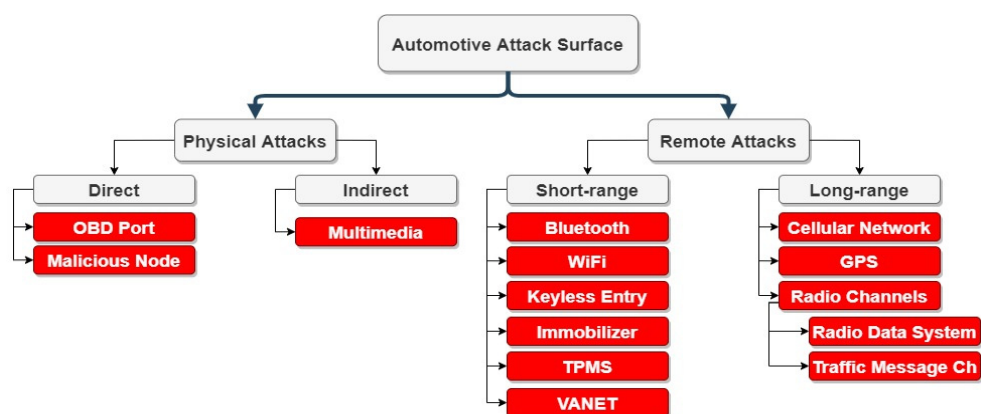 Automotive Attack Surface
Physical Attacks
Remote Attacks
Direct
Indirect
Short-range
Long-range
OBD Port
Multimedia
Bluetooth
Cellular Network
Malicious Node
WiFi
GPS
Keyless Entry
Radio Channels
Immobilizer
Radio Data System
TPMS
Traffic Message Ch
VANET